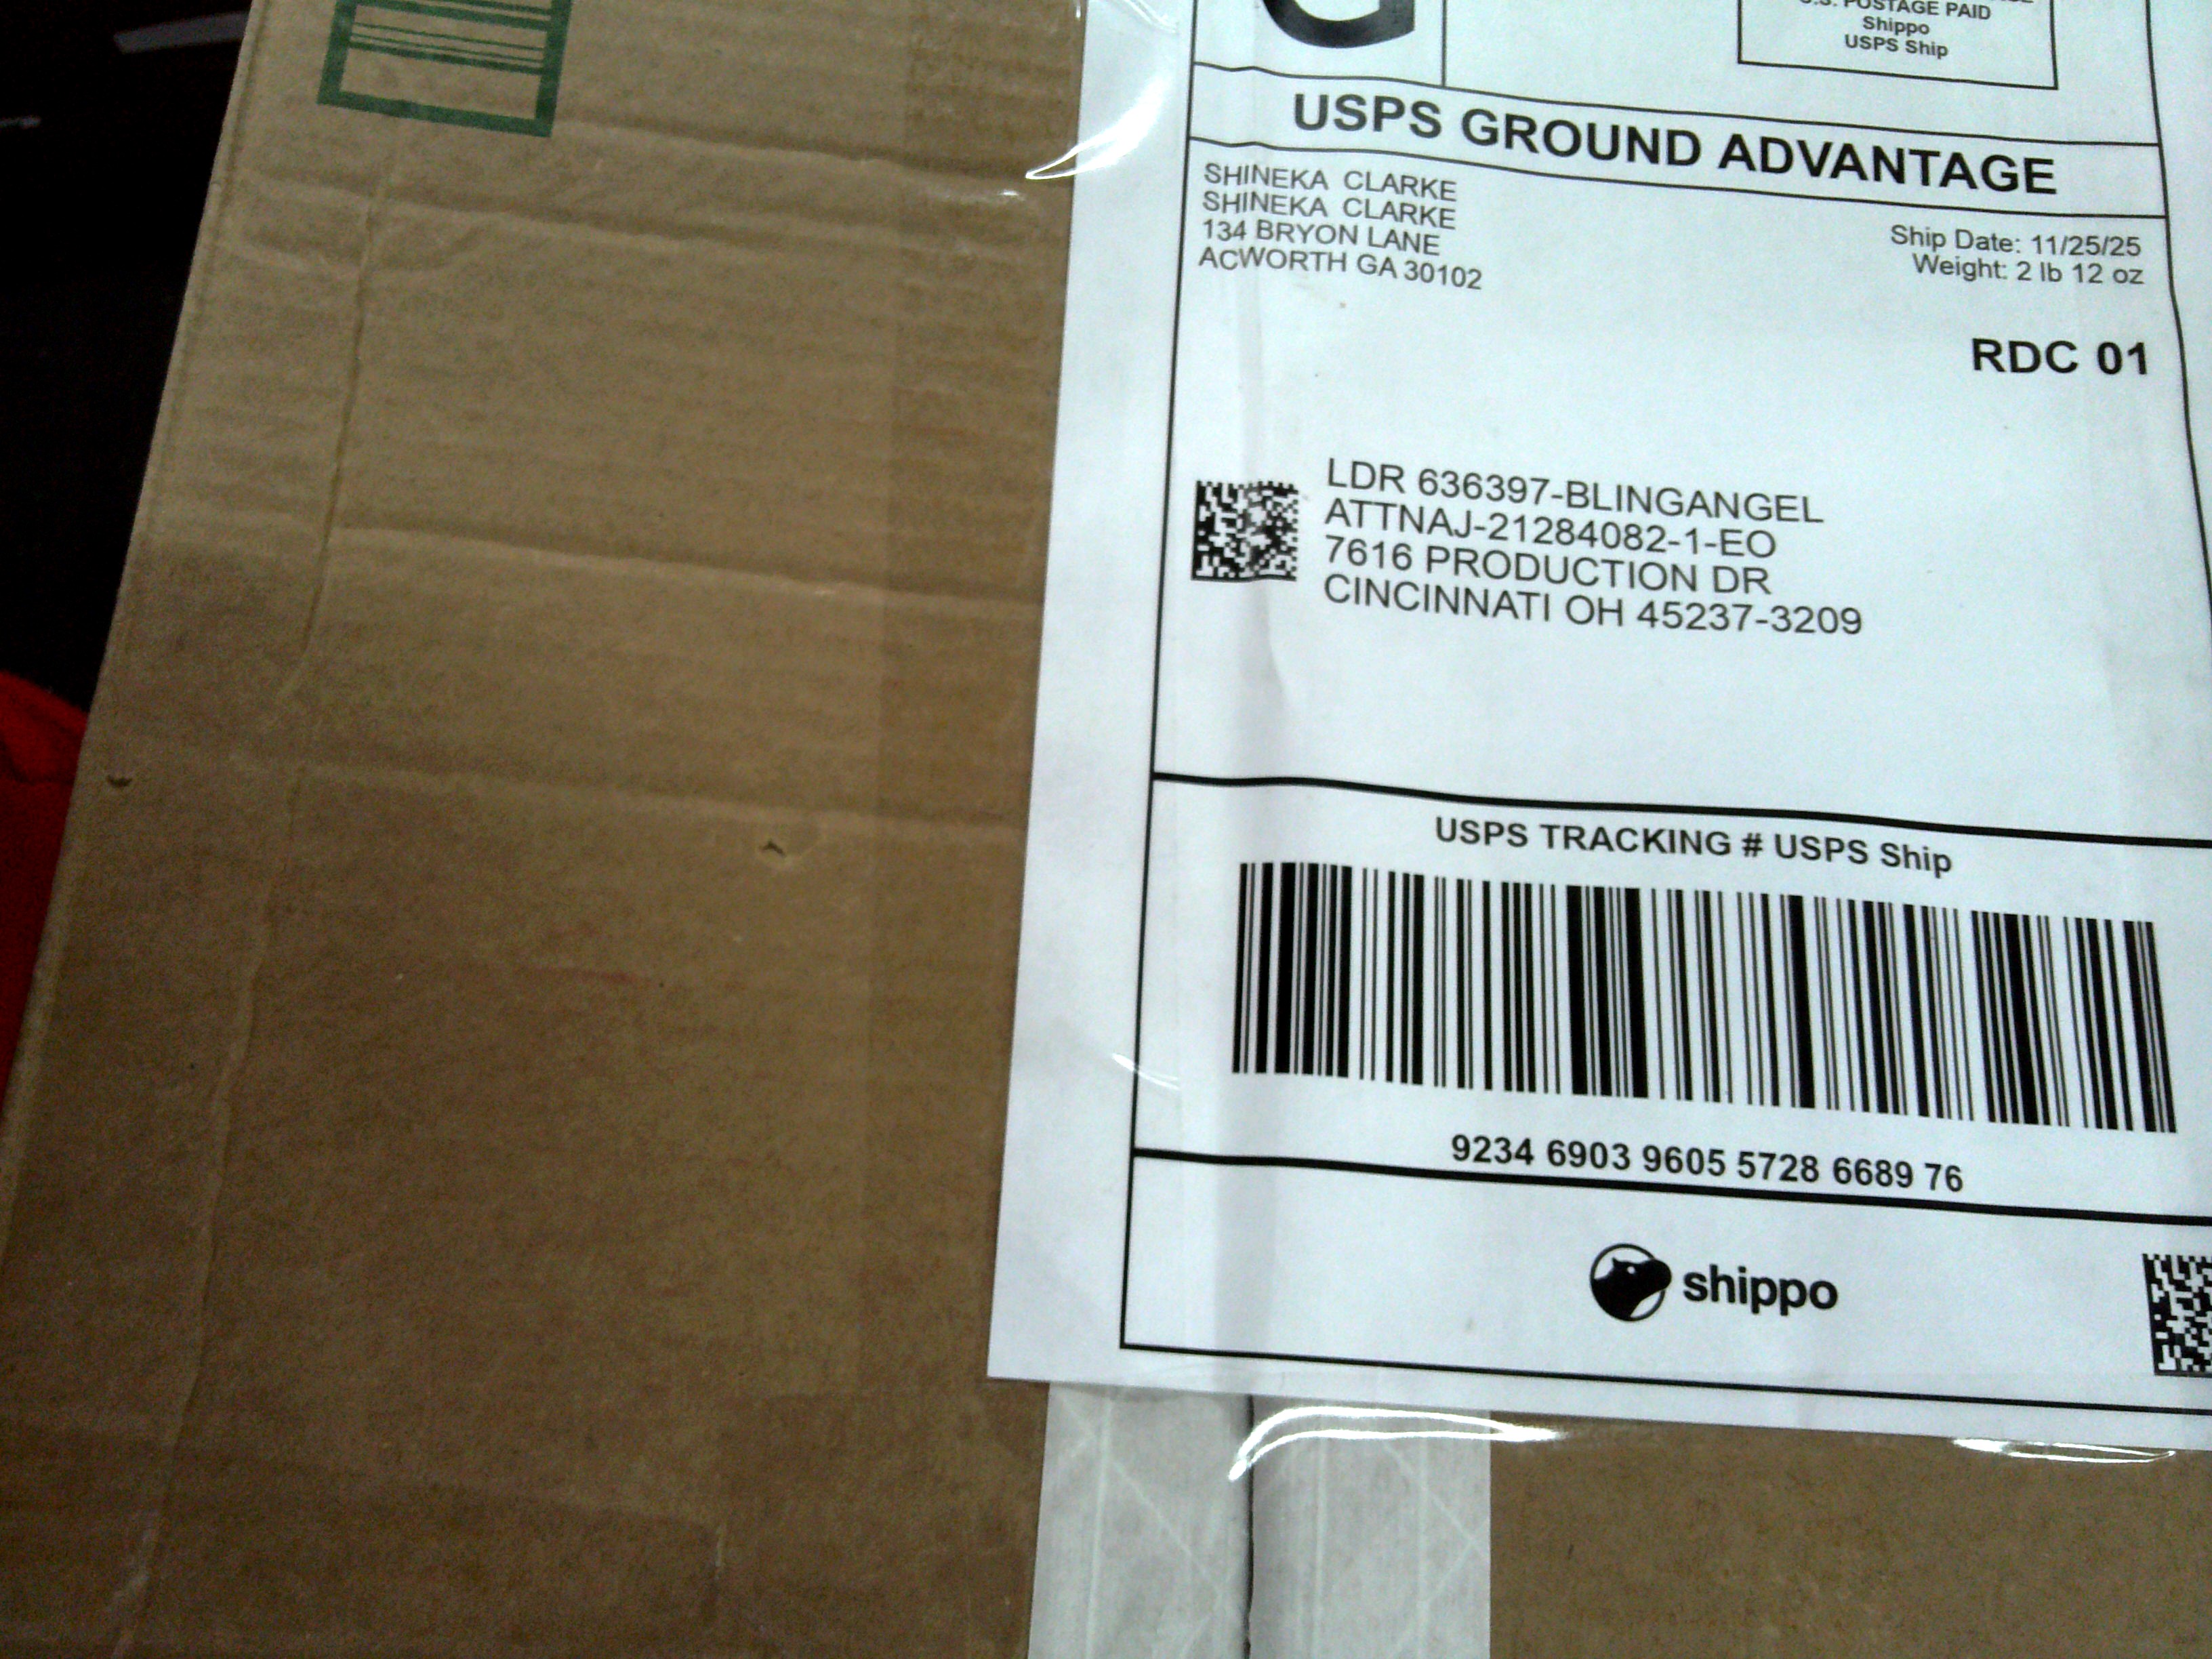 G
U.S. POSTAGE PAID
Shippo
USPS Ship
USPS GROUND ADVANTAGE
SHINEKA CLARKE
SHINEKA CLARKE
134 BRYON LANE
ACWORTH GA 30102
Ship Date: 11/25/25
Weight: 2 lb 12 oz
RDC 01
LDR 636397-BLINGANGEL
ATTNAJ-21284082-1-EO
7616 PRODUCTION DR
CINCINNATI OH 45237-3209
USPS TRACKING # USPS Ship
9234 6903 9605 5728 6689 76
shippo